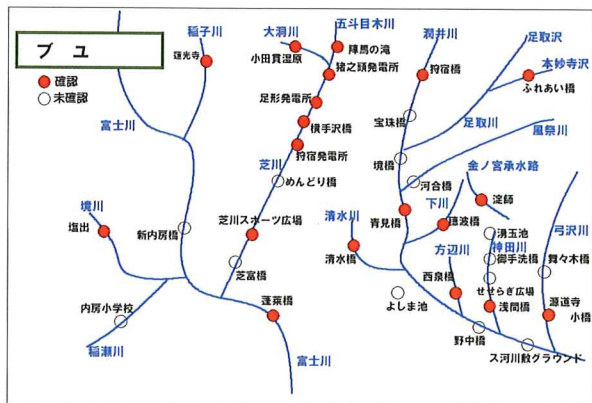 ブユ
確認
未確認
稲子川
蓮光寺
富士川
大洞川
小田貫湿原
五斗目木川
陣馬の滝
猪之頭発電所
足形発電所
横手沢橋
狩宿発電所
芝川
めんどり橋
芝川スポーツ広場
新内房橋
芝富橋
蓬莱橋
富士川
境川
塩出
内房小学校
稲瀬川
潤井川
狩宿橋
宝珠橋
境橋
河合橋
青見橋
足取沢
本妙寺沢
ふれあい橋
足取川
風祭川
金ノ宮承水路
淀師
下川
穂波橋
清水川
清水橋
よしま池
方辺川
西泉橋
湧玉池
神田川
御手洗橋
せせらぎ広場
浅間橋
野中橋
弓沢川
舞々木橋
源道寺
小橋
ス河川敷グラウンド